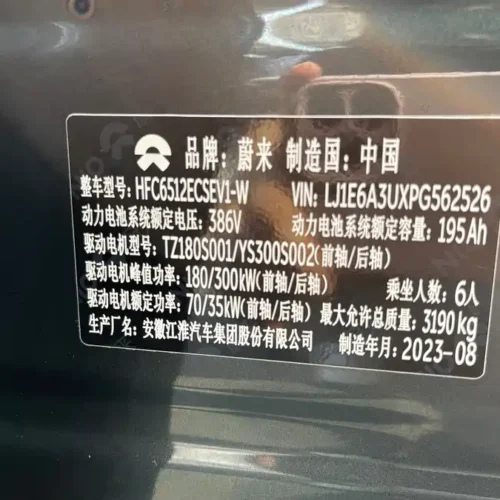 品牌：蔚来 制造国：中国
整车型号：HFC6512ECSEV1-W VIN：LJ1E6A3UXPG562526
动力电池系统额定电压：386V 动力电池系统额定容量：195Ah
驱动电机型号：TZ180S001/YS300S002(前轴/后轴)
驱动电机峰值功率：180/300kW(前轴/后轴) 乘坐人数：6人
驱动电机额定功率：70/35kW(前轴/后轴) 最大允许总质量：3190kg
生产厂名：安徽江淮汽车集团股份有限公司 制造年月：2023-08